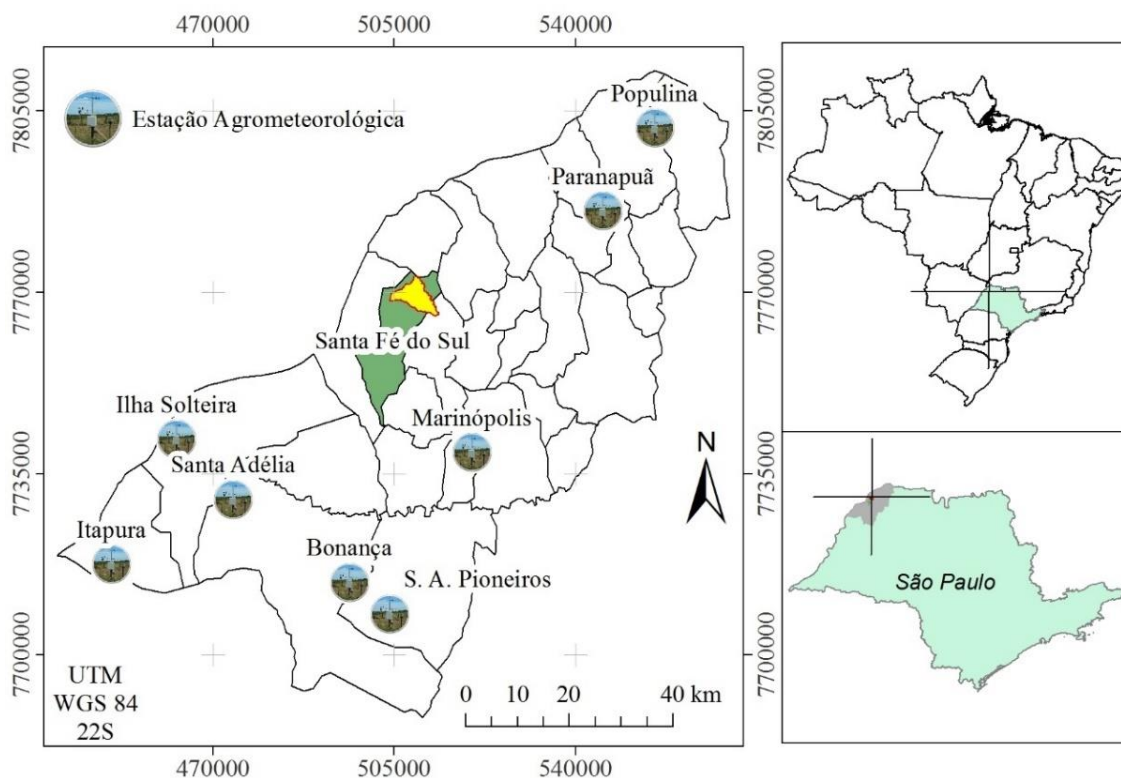 470000 505000 540000
7805000
7770000
7735000
7700000
Estação Agrometeorológica
Populina
Paranapuã
Santa Fé do Sul
Ilha Solteira
Marinópolis
Santa Adélia
Itapura
Bonança
S. A. Pioneiros
N
UTM
WGS 84
22S
0 10 20 40 km
470000 505000 540000
7805000
7770000
7735000
7700000
São Paulo